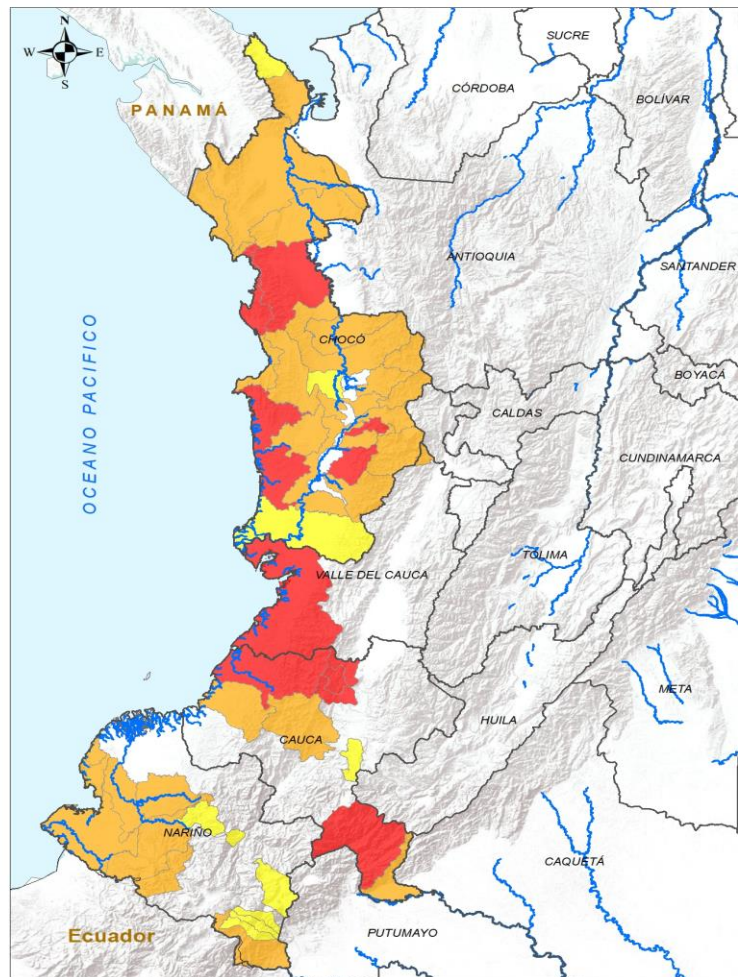 N
W E
S
PANAMÁ
SUCRE
CÓRDOBA
BOLÍVAR
ANTIOQUIA
SANTANDER
OCEANO PACIFICO
CHOCÓ
BOYACÁ
CALDAS
CUNDINAMARCA
TOLIMA
VALLE DEL CAUCA
META
HUILA
CAUCA
NARIÑO
CAQUETÁ
Ecuador
PUTUMAYO